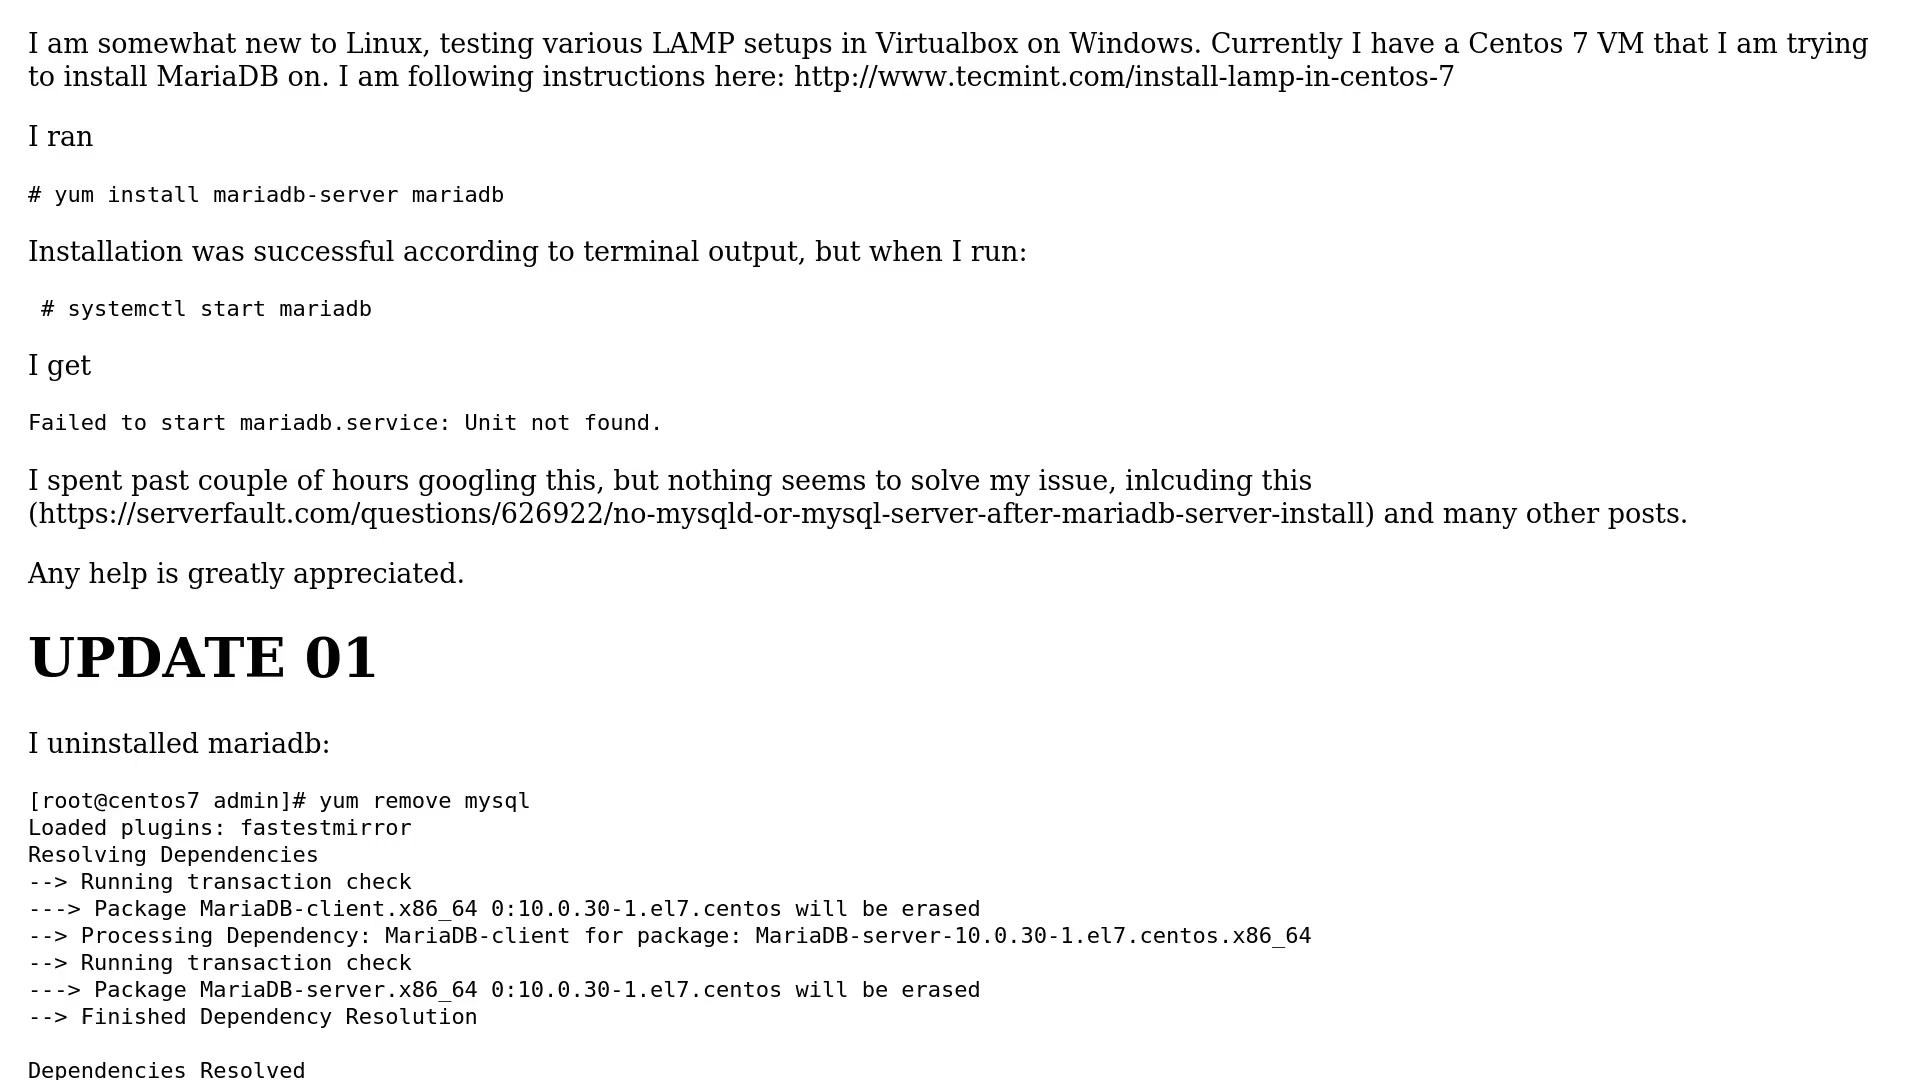 I am somewhat new to Linux, testing various LAMP setups in Virtualbox on Windows. Currently I have a Centos 7 VM that I am trying
to install MariaDB on. I am following instructions here: http://www.tecmint.com/install-lamp-in-centos-7
I ran
# yum install mariadb-server mariadb
Installation was successful according to terminal output, but when I run:
# systemctl start mariadb
I get
Failed to start mariadb.service: Unit not found.
I spent past couple of hours googling this, but nothing seems to solve my issue, inlcuding this
(https://serverfault.com/questions/626922/no-mysqld-or-mysql-server-after-mariadb-server-install) and many other posts.
Any help is greatly appreciated.
UPDATE 01
I uninstalled mariadb:
[root@centos7 admin]# yum remove mysql
Loaded plugins: fastestmirror
Resolving Dependencies
--> Running transaction check
---> Package MariaDB-client.x86_64 0:10.0.30-1.el7.centos will be erased
--> Processing Dependency: MariaDB-client for package: MariaDB-server-10.0.30-1.el7.centos.x86_64
--> Running transaction check
---> Package MariaDB-server.x86_64 0:10.0.30-1.el7.centos will be erased
--> Finished Dependency Resolution
Dependencies Resolved